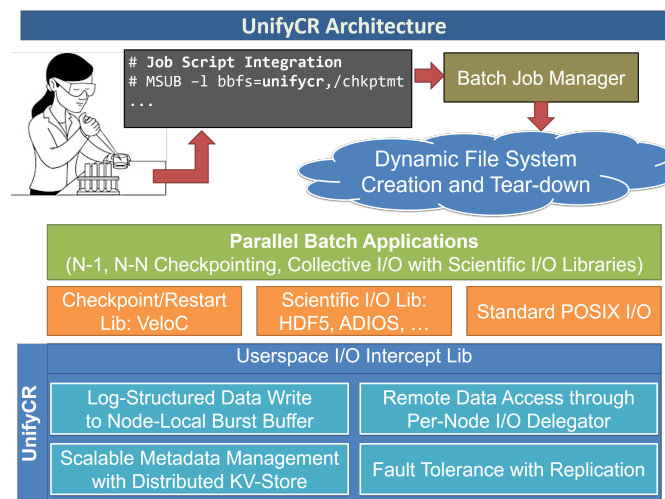 UnifyCR Architecture
# Job Script Integration
# MSUB –l bbfs=unifycr,/chkptmt
...
Batch Job Manager
Dynamic File System
Creation and Tear-down
Parallel Batch Applications
(N-1, N-N Checkpointing, Collective I/O with Scientific I/O Libraries)
Checkpoint/Restart
Lib: VeloC
Scientific I/O Lib:
HDF5, ADIOS, …
Standard POSIX I/O
UnifyCR
Userspace I/O Intercept Lib
Log-Structured Data Write
to Node-Local Burst Buffer
Remote Data Access through
Per-Node I/O Delegator
Scalable Metadata Management
with Distributed KV-Store
Fault Tolerance with Replication